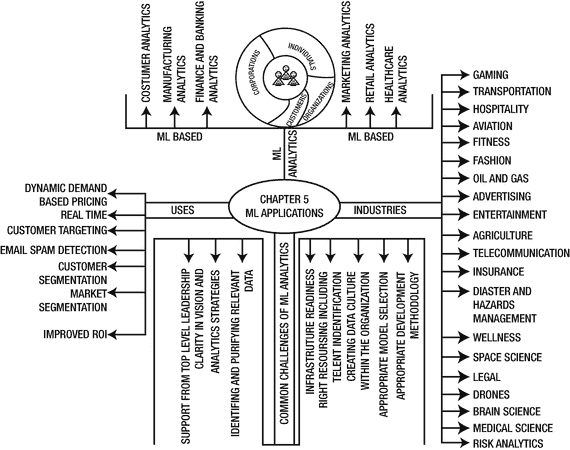 COSTUMER ANALYTICS
MANUFACTURING
ANALYTICS
FINANCE AND BANKING
ANALYTICS
ML BASED
CORPORATIONS
INDIVIDUALS
CUSTOMERS
ORGANIZATIONS
MARKETING ANALYTICS
RETAIL ANALYTICS
HEALTHCARE
ANALYTICS
ML BASED
ML
ANALYTICS
CHAPTER 5
ML APPLICATIONS
USES
DYNAMIC DEMAND
BASED PRICING
REAL TIME
CUSTOMER TARGETING
EMAIL SPAM DETECTION
CUSTOMER
SEGMENTATION
MARKET
SEGMENTATION
IMPROVED ROI
INDUSTRIES
GAMING
TRANSPORTATION
HOSPITALITY
AVIATION
FITNESS
FASHION
OIL AND GAS
ADVERTISING
ENTERTAINMENT
AGRICULTURE
TELECOMMUNICATION
INSURANCE
DIASTER AND
HAZARDS
MANAGEMENT
WELLNESS
SPACE SCIENCE
LEGAL
DRONES
BRAIN SCIENCE
MEDICAL SCIENCE
RISK ANALYTICS
COMMON CHALLENGES OF ML ANALYTICS
SUPPORT FROM TOP LEVEL LEADERSHIP
CLARITY IN VISION AND
ANALYTICS STRATEGIES
IDENTIFING AND PURIFYING RELEVANT
DATA
INFRASTRUTURE READINESS
RIGHT RESOURSING INCLUDING
TELENT INDENTIFICATION
CREATING DATA CULTURE
WITHIN THE ORGANIZATION
APPROPRIATE MODEL SELECTION
APPROPRIATE DEVELOPMENT
METHODOLOGY